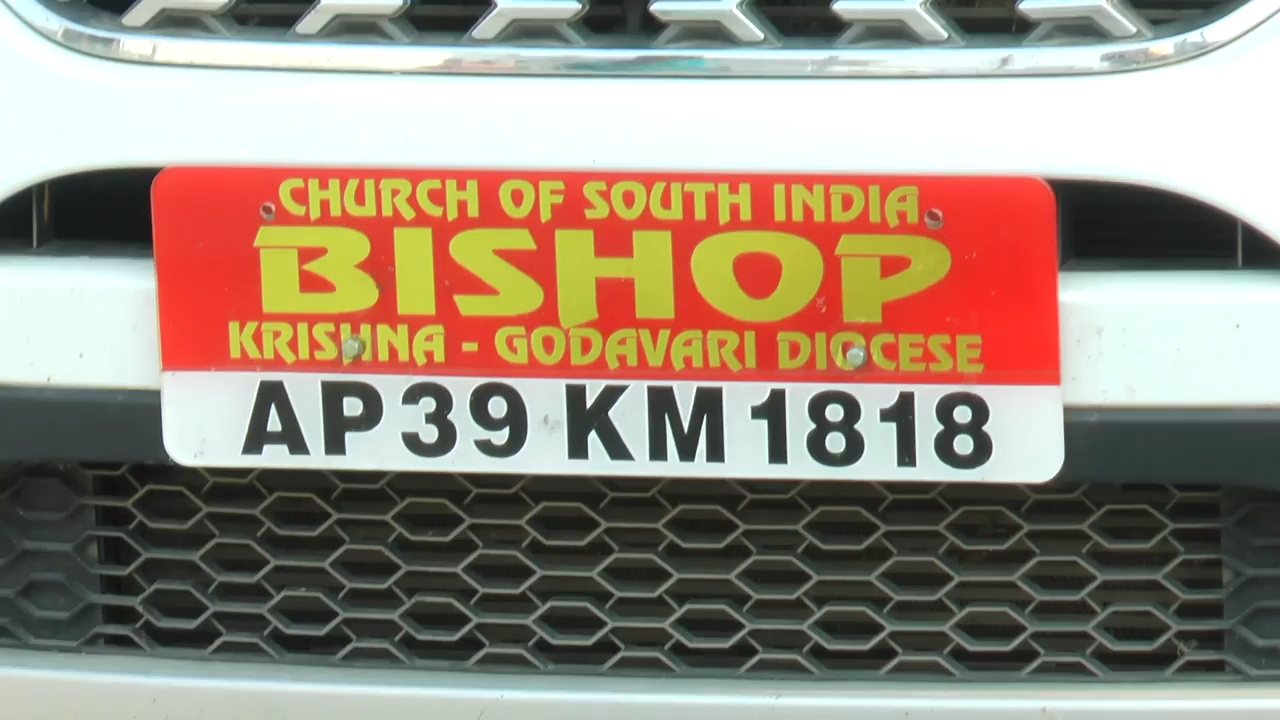 CHURCH OF SOUTH INDIA
BISHOP
KRISHNA - GODAVARI DIOCESE
AP39 KM1818